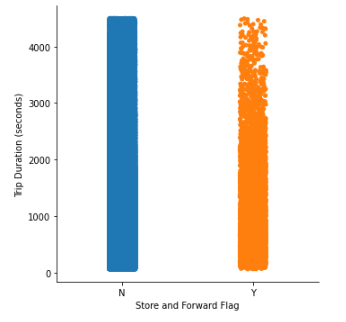 4000
3000
2000
1000
0
Trip Duration (seconds)
N Y
Store and Forward Flag